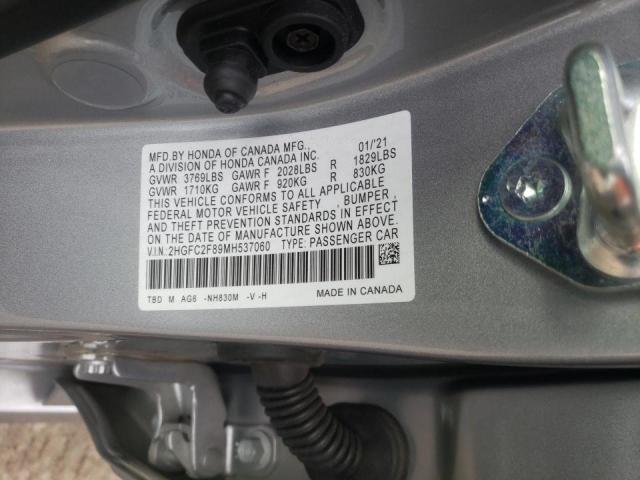 MFD.BY HONDA OF CANADA MFG., 01/'21
A DIVISION OF HONDA CANADA INC.
GVWR 3769LBS GAWR F 2028LBS R 1829LBS
GVWR 1710KG GAWR F 920KG R 830KG
THIS VEHICLE CONFORMS TO ALL APPLICABLE
FEDERAL MOTOR VEHICLE SAFETY , BUMPER ,
AND THEFT PREVENTION STANDARDS IN EFFECT
ON THE DATE OF MANUFACTURE SHOWN ABOVE.
V.I.N.:2HGFC2F89MH537060 TYPE: PASSENGER CAR
TBD M AG6 -NH830M -V -H MADE IN CANADA